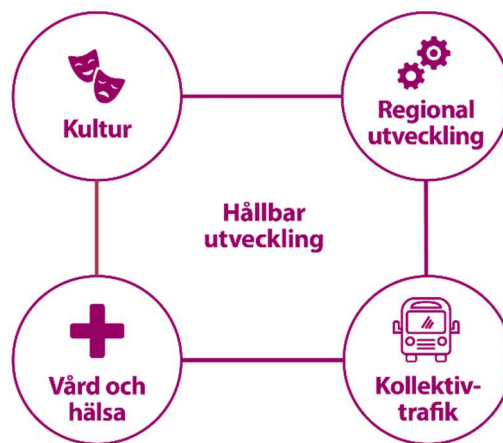 Kultur
Regional
utveckling
Hållbar
utveckling
Vård och
hälsa
Kollektiv-
trafik